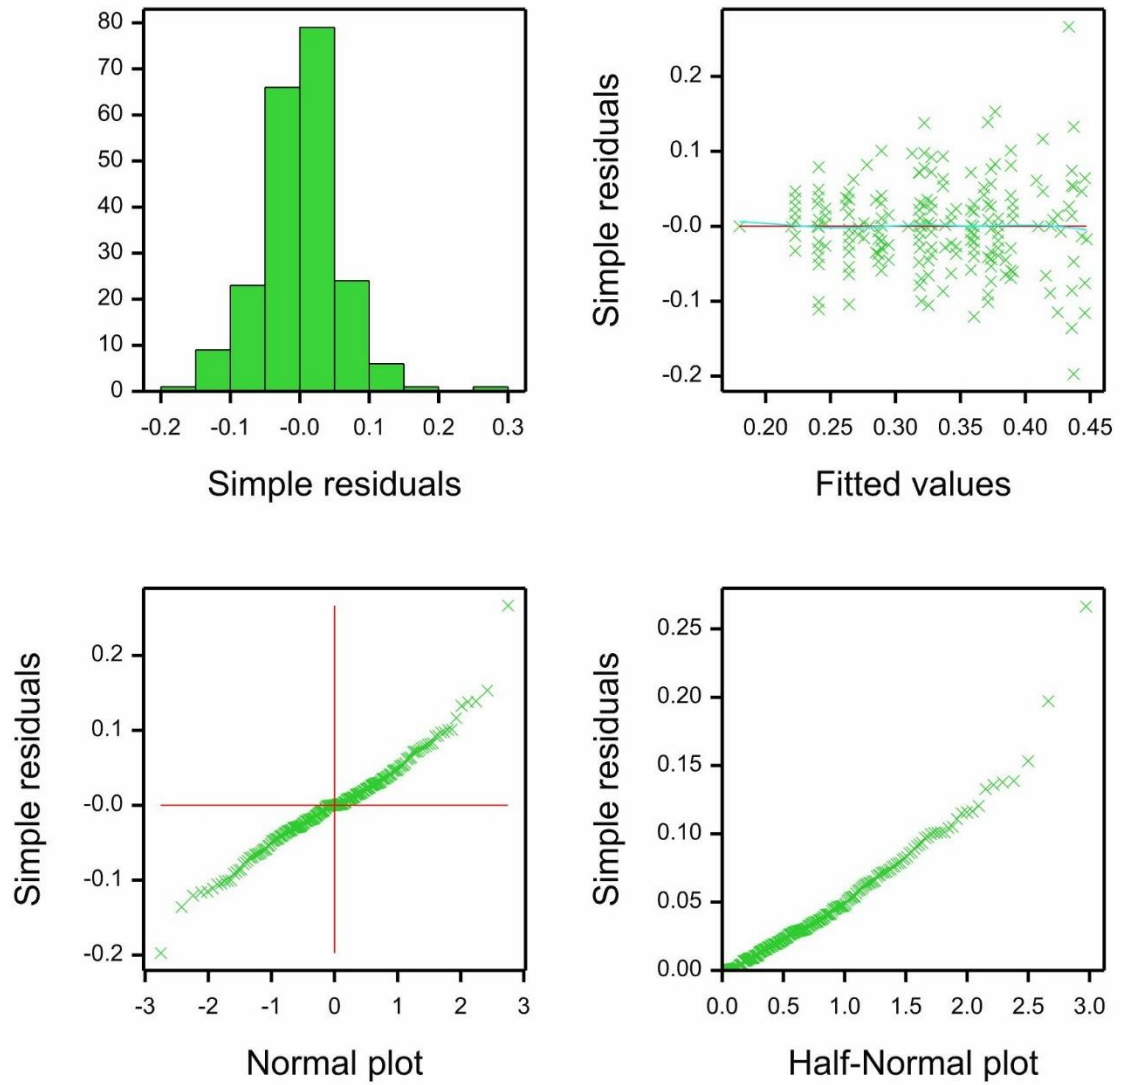 80
70
60
50
40
30
20
10
0
-0.2 -0.1 -0.0 0.1 0.2 0.3
Simple residuals
Simple residuals
0.2
0.1
-0.0
-0.1
-0.2
0.20 0.25 0.30 0.35 0.40 0.45
Fitted values
Simple residuals
0.2
0.1
-0.0
-0.1
-0.2
-3 -2 -1 0 1 2 3
Normal plot
Simple residuals
0.25
0.20
0.15
0.10
0.05
0.00
0.0 0.5 1.0 1.5 2.0 2.5 3.0
Half-Normal plot